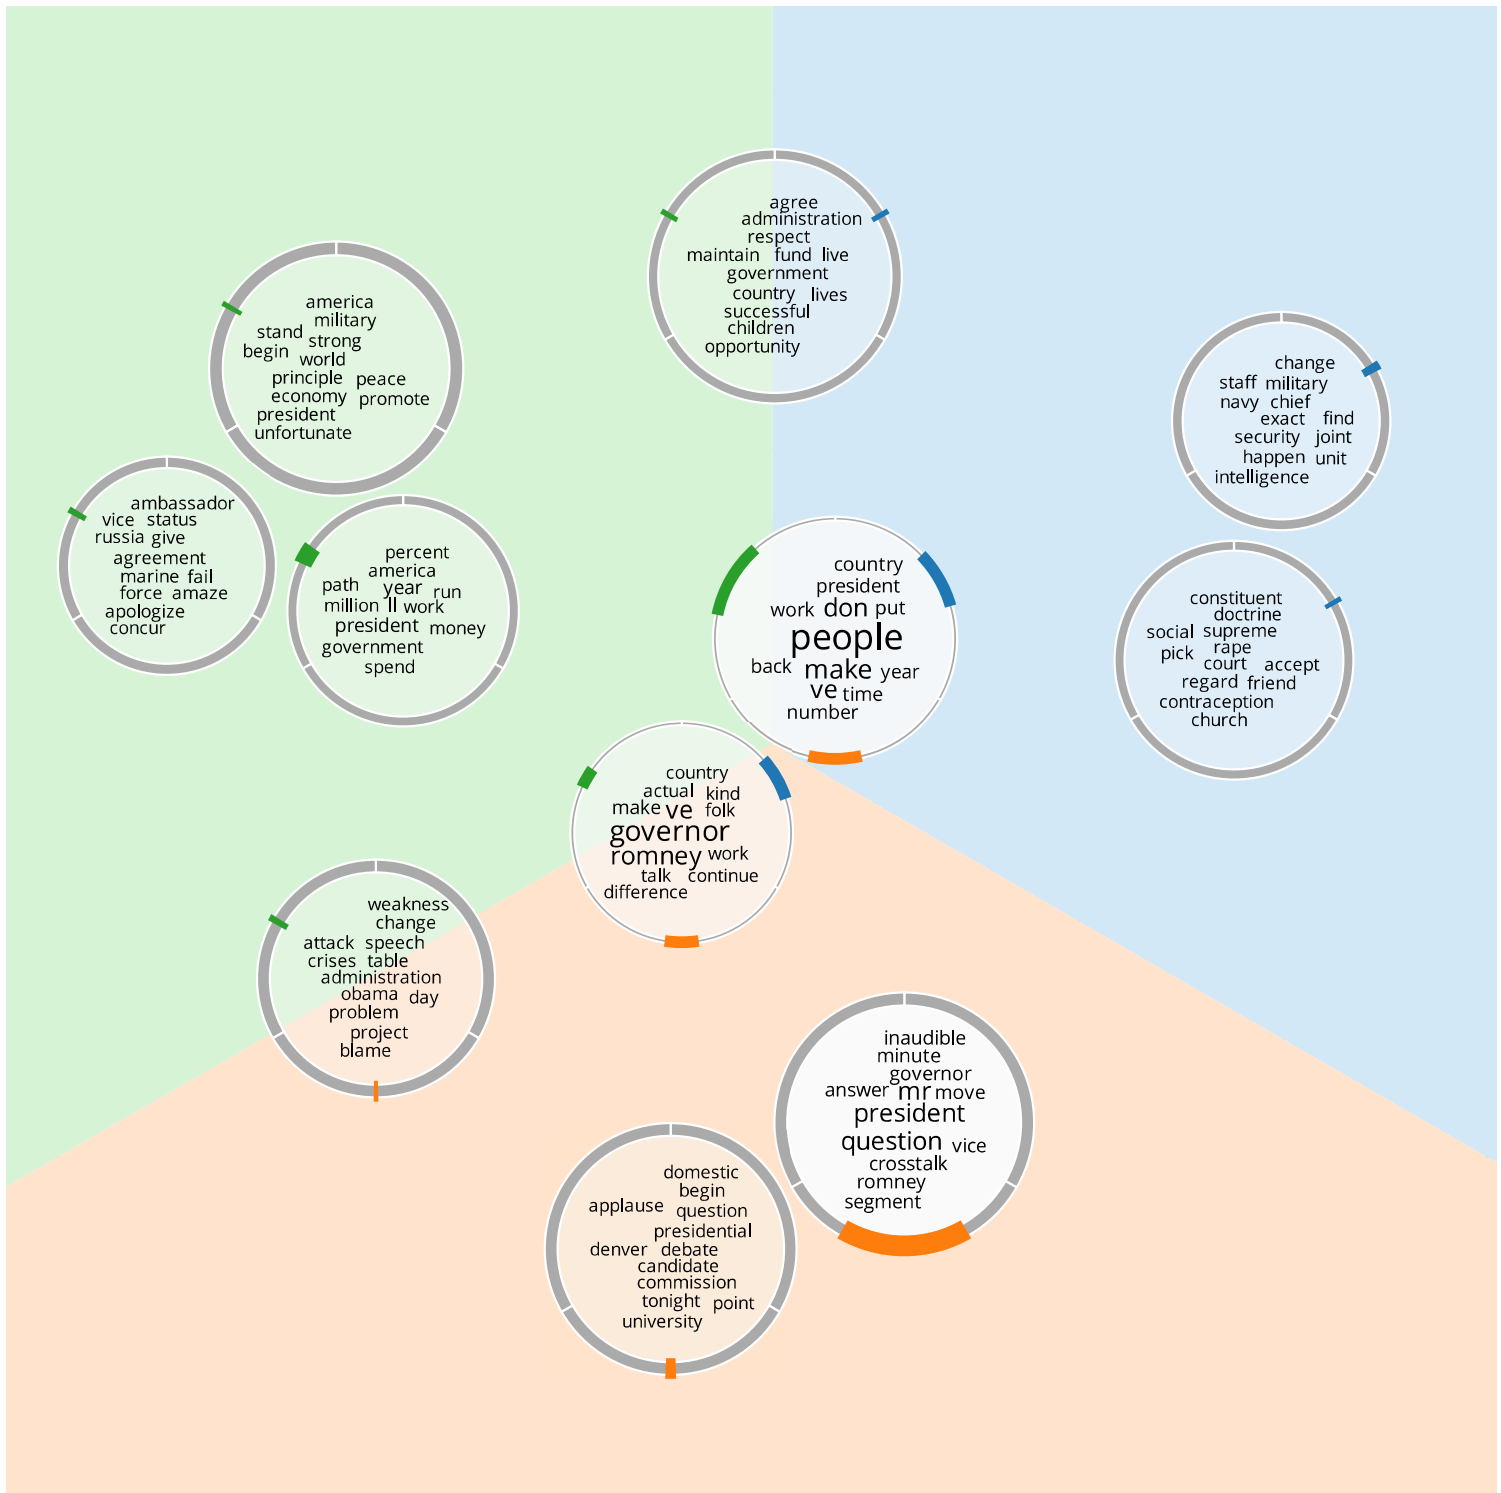 agree
administration
respect
maintain fund live
government
country lives
successful
children
opportunity
america
military
stand strong
begin world
principle peace
economy promote
president
unfortunate
change
staff military
navy chief
exact find
security joint
happen unit
intelligence
ambassador
vice status
russia give
agreement
marine fail
force amaze
apologize
concur
percent
america
path year run
million ll work
president money
government
spend
country
president
work don put
people
back make year
ve time
number
constituent
doctrine
social supreme
pick rape
court accept
regard friend
contraception
church
country
actual kind
make ve folk
governor
romney work
talk continue
difference
weakness
change
attack speech
crises table
administration
obama day
problem
project
blame
inaudible
minute
governor
answer mr move
president
question vice
crosstalk
romney
segment
domestic
begin
applause question
presidential
denver debate
candidate
commission
tonight point
university